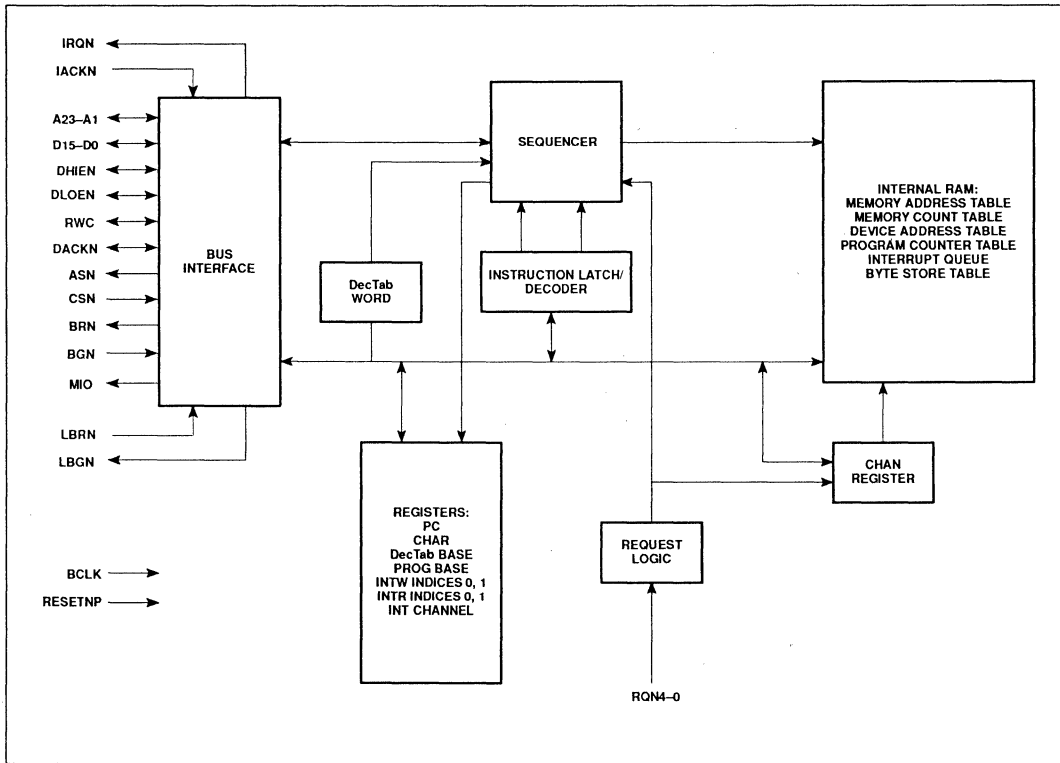 IRQN
IACKN
A23–A1
D15–D0
DHIEN
DLOEN
RWC
DACKN
ASN
CSN
BRN
BGN
MIO
LBRN
LBGN
BCLK
RESETNP
BUS
INTERFACE
DecTab
WORD
SEQUENCER
INSTRUCTION LATCH/
DECODER
REGISTERS:
PC
CHAR
DecTab BASE
PROG BASE
INTW INDICES 0, 1
INTR INDICES 0, 1
INT CHANNEL
REQUEST
LOGIC
RQN4–0
INTERNAL RAM:
MEMORY ADDRESS TABLE
MEMORY COUNT TABLE
DEVICE ADDRESS TABLE
PROGRAM COUNTER TABLE
INTERRUPT QUEUE
BYTE STORE TABLE
CHAN
REGISTER